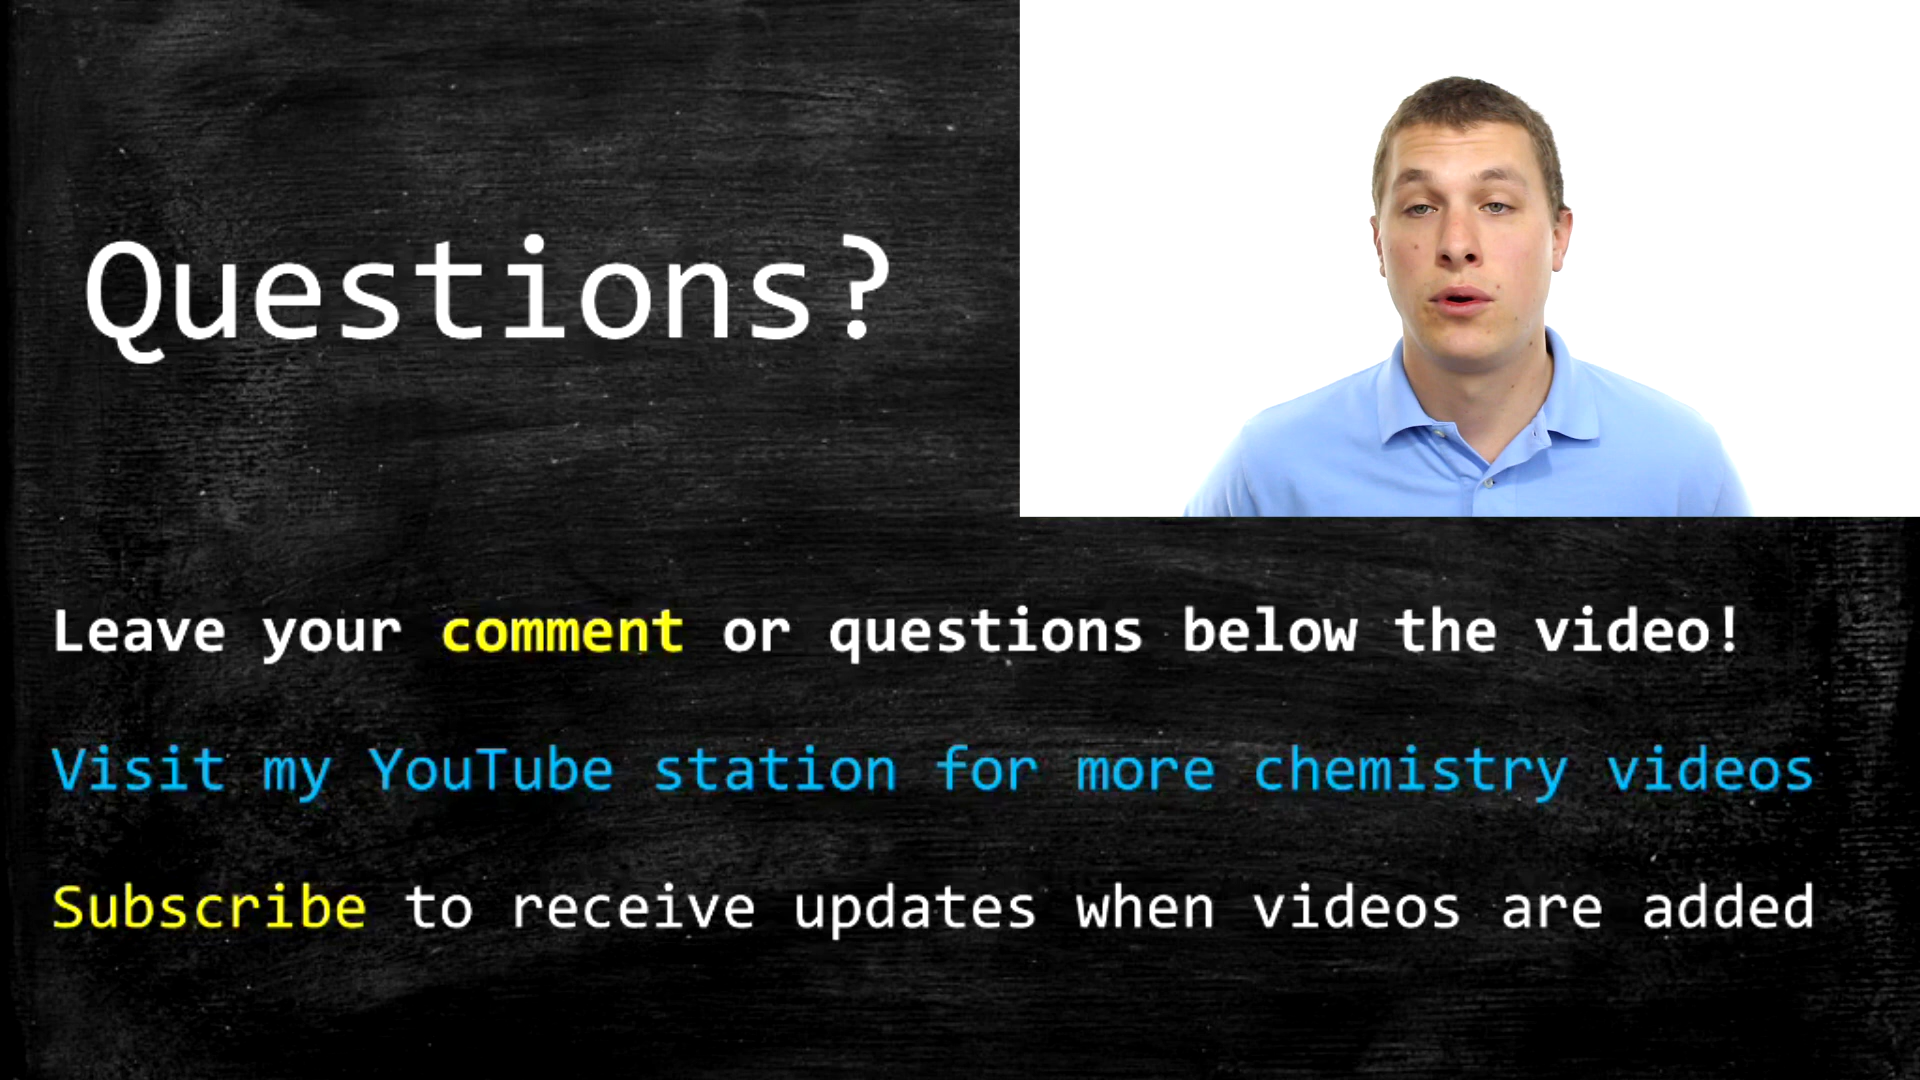 Questions?
Leave your comment or questions below the video!
Visit my YouTube station for more chemistry videos
Subscribe to receive updates when videos are added